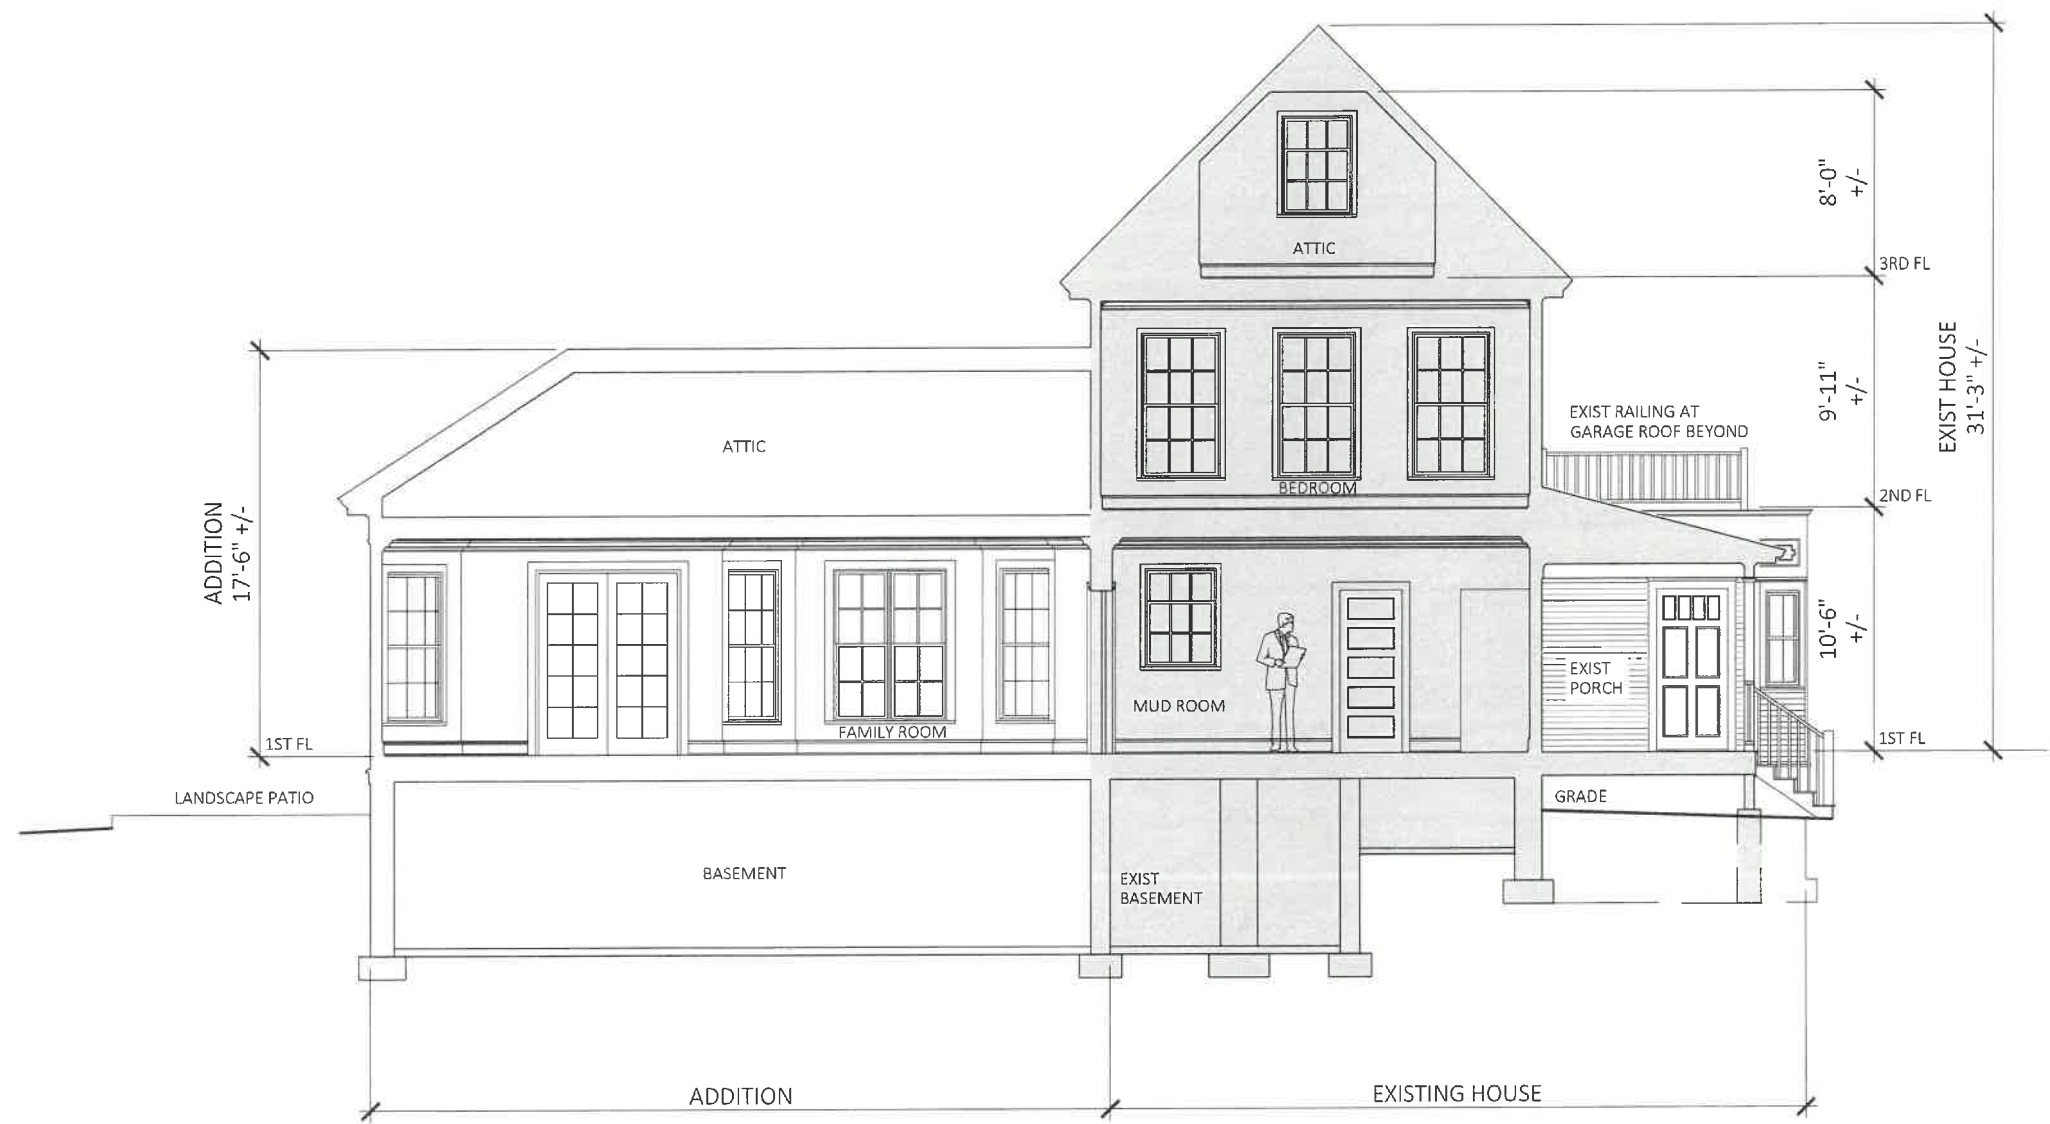 ATTIC
8'-0"
+/-
3RD FL
EXIST HOUSE
31'-3" +/-
9'-11"
+/-
EXIST RAILING AT
GARAGE ROOF BEYOND
ATTIC
BEDROOM
2ND FL
ADDITION
17'-6" +/-
10'-6"
+/-
EXIST
PORCH
MUD ROOM
FAMILY ROOM
1ST FL
1ST FL
LANDSCAPE PATIO
GRADE
BASEMENT
EXIST
BASEMENT
ADDITION
EXISTING HOUSE